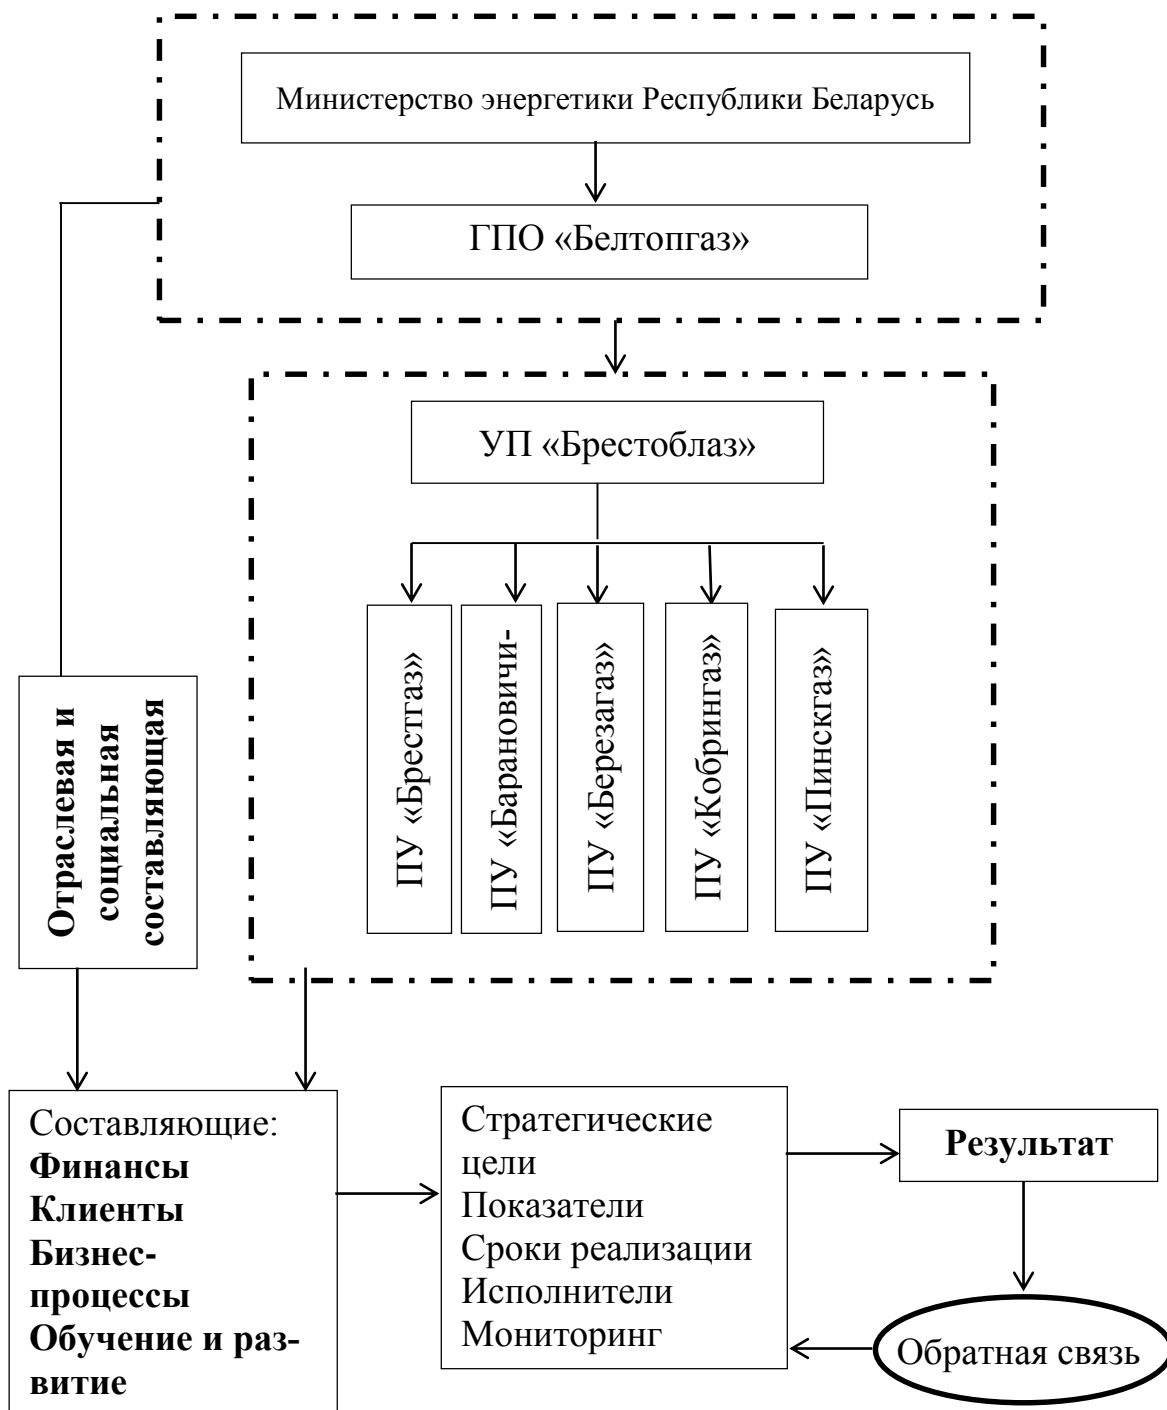 Министерство энергетики Республики Беларусь
ГПО «Белтопгаз»
УП «Брестоблаз»
ПУ «Брестгаз»
ПУ «Барановичи-
ПУ «Березагаз»
ПУ «Кобрингаз»
ПУ «Пинскгаз»
Отраслевая и
социальная
составляющая
Составляющие:
Финансы
Клиенты
Бизнес-
процессы
Обучение и раз-
витие
Стратегические
цели
Показатели
Сроки реализации
Исполнители
Мониторинг
Результат
Обратная связь